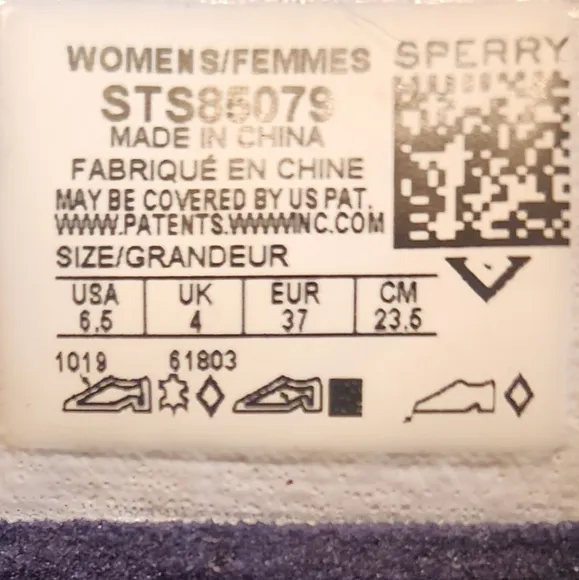 WOMENS/FEMMES
SPERRY
STS85079
MADE IN CHINA
FABRIQUÉ EN CHINE
MAY BE COVERED BY US PAT.
WWW.PATENTS.WWWINC.COM
SIZE/GRANDEUR
USA UK EUR CM
6.5 4 37 23.5
1019 61803